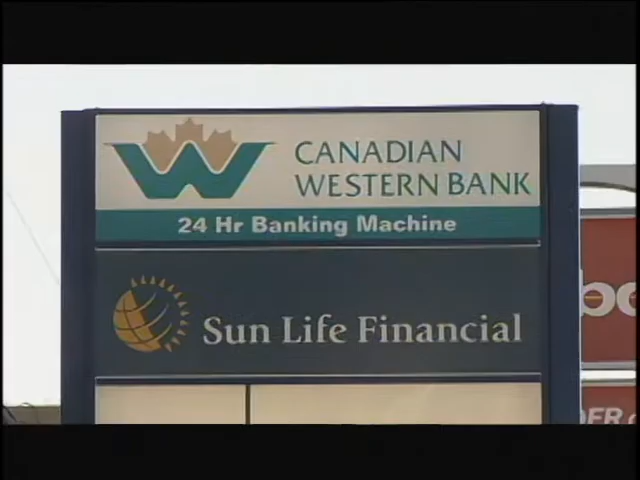 CANADIAN
WESTERN BANK
24 Hr Banking Machine
Sun Life Financial